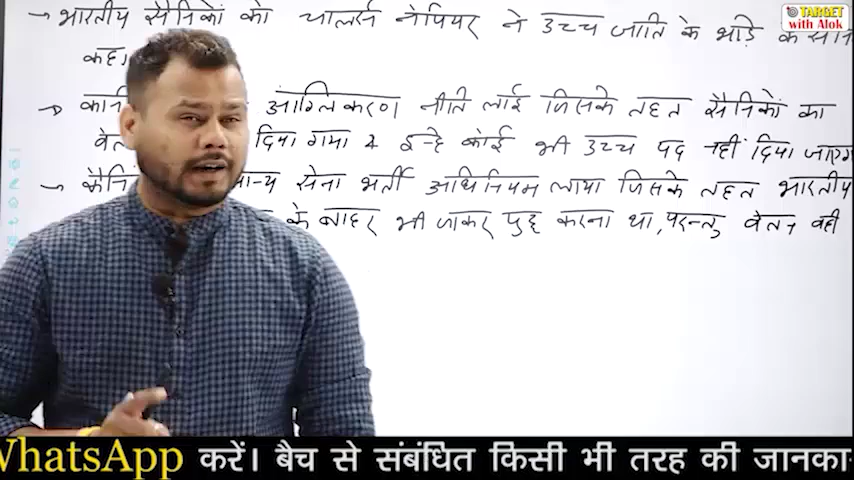 → भारतीय सैनिकों को चार्ल्स नेपियर ने उच्च जाति के भाड़े के सैन
कहा।
आंग्लिकरण नीति लाई जिसके तहत सैनिकों का
दिया गया व इन्हे कोई भी उच्च पद नहीं दिया जाएगा
→ कैनि सेना भर्ती अधिनियम लाया जिसके तहत भारतीय
के बाहर भी जाकर युद्ध करना था, परन्तु वेतन वही
TARGET
with Alok
WhatsApp करें। बैच से संबंधित किसी भी तरह की जानका